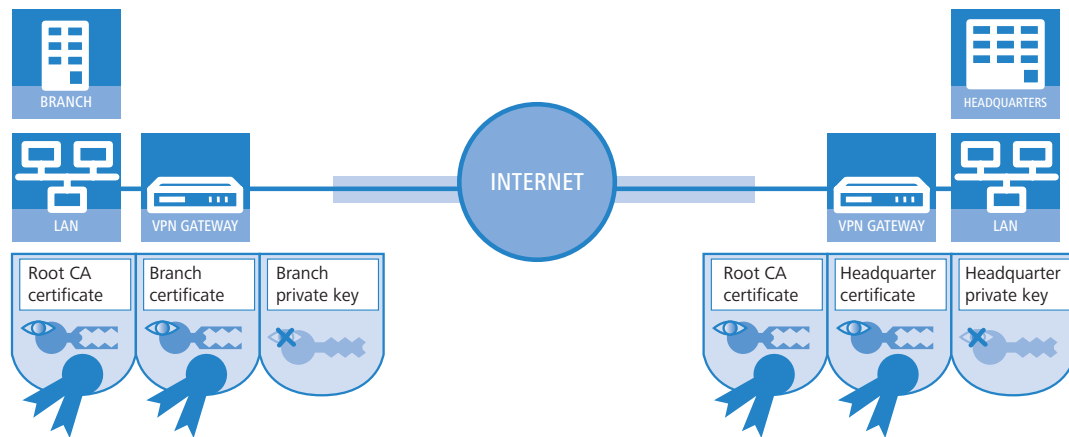 BRANCH
HEADQUARTERS
INTERNET
LAN
VPN GATEWAY
VPN GATEWAY
LAN
Root CA
certificate
Branch
certificate
Branch
private key
Root CA
certificate
Headquarter
certificate
Headquarter
private key